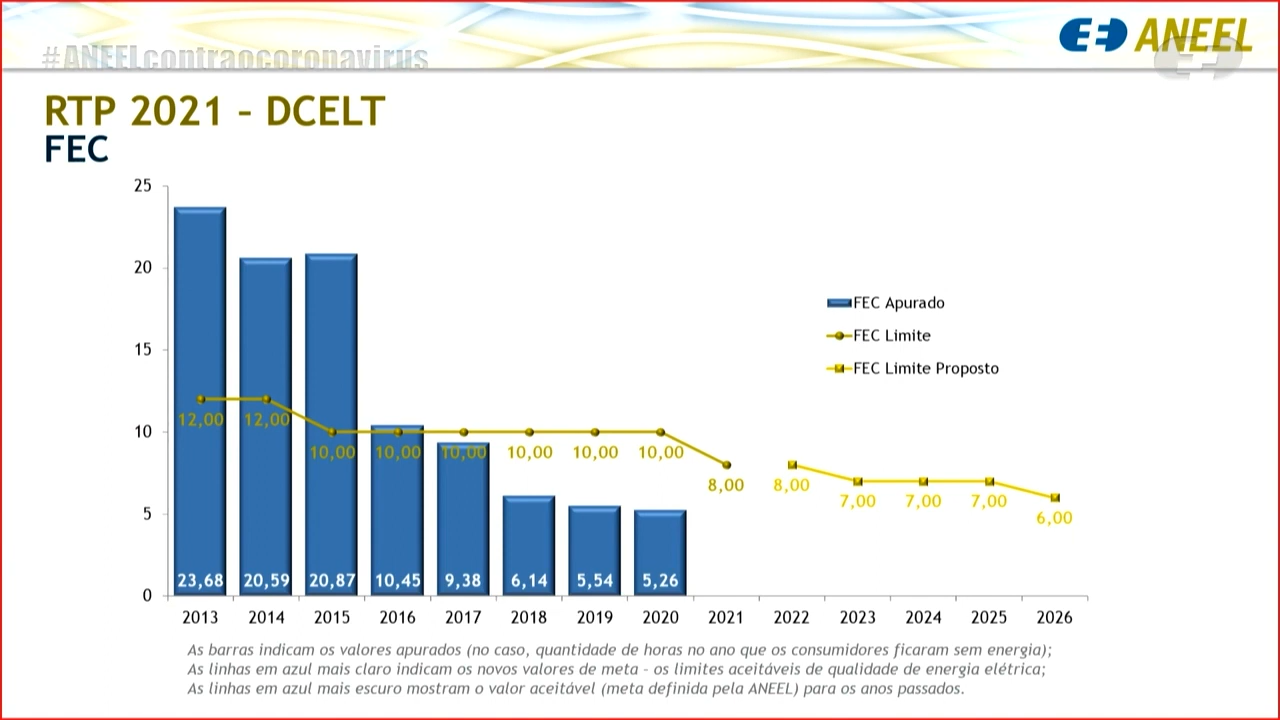 #ANEELcontraocoronavirus
ANEEL
RTP 2021 – DCELT
FEC
25
20
15
10
5
0
FEC Apurado
FEC Limite
FEC Limite Proposto
12,00 12,00 10,00 10,00 10,00 10,00 10,00 10,00 8,00 8,00 7,00 7,00 7,00 6,00
23,68 20,59 20,87 10,45 9,38 6,14 5,54 5,26
2013 2014 2015 2016 2017 2018 2019 2020 2021 2022 2023 2024 2025 2026
As barras indicam os valores apurados (no caso, quantidade de horas no ano que os consumidores ficaram sem energia);
As linhas em azul mais claro indicam os novos valores de meta – os limites aceitáveis de qualidade de energia elétrica;
As linhas em azul mais escuro mostram o valor aceitável (meta definida pela ANEEL) para os anos passados.